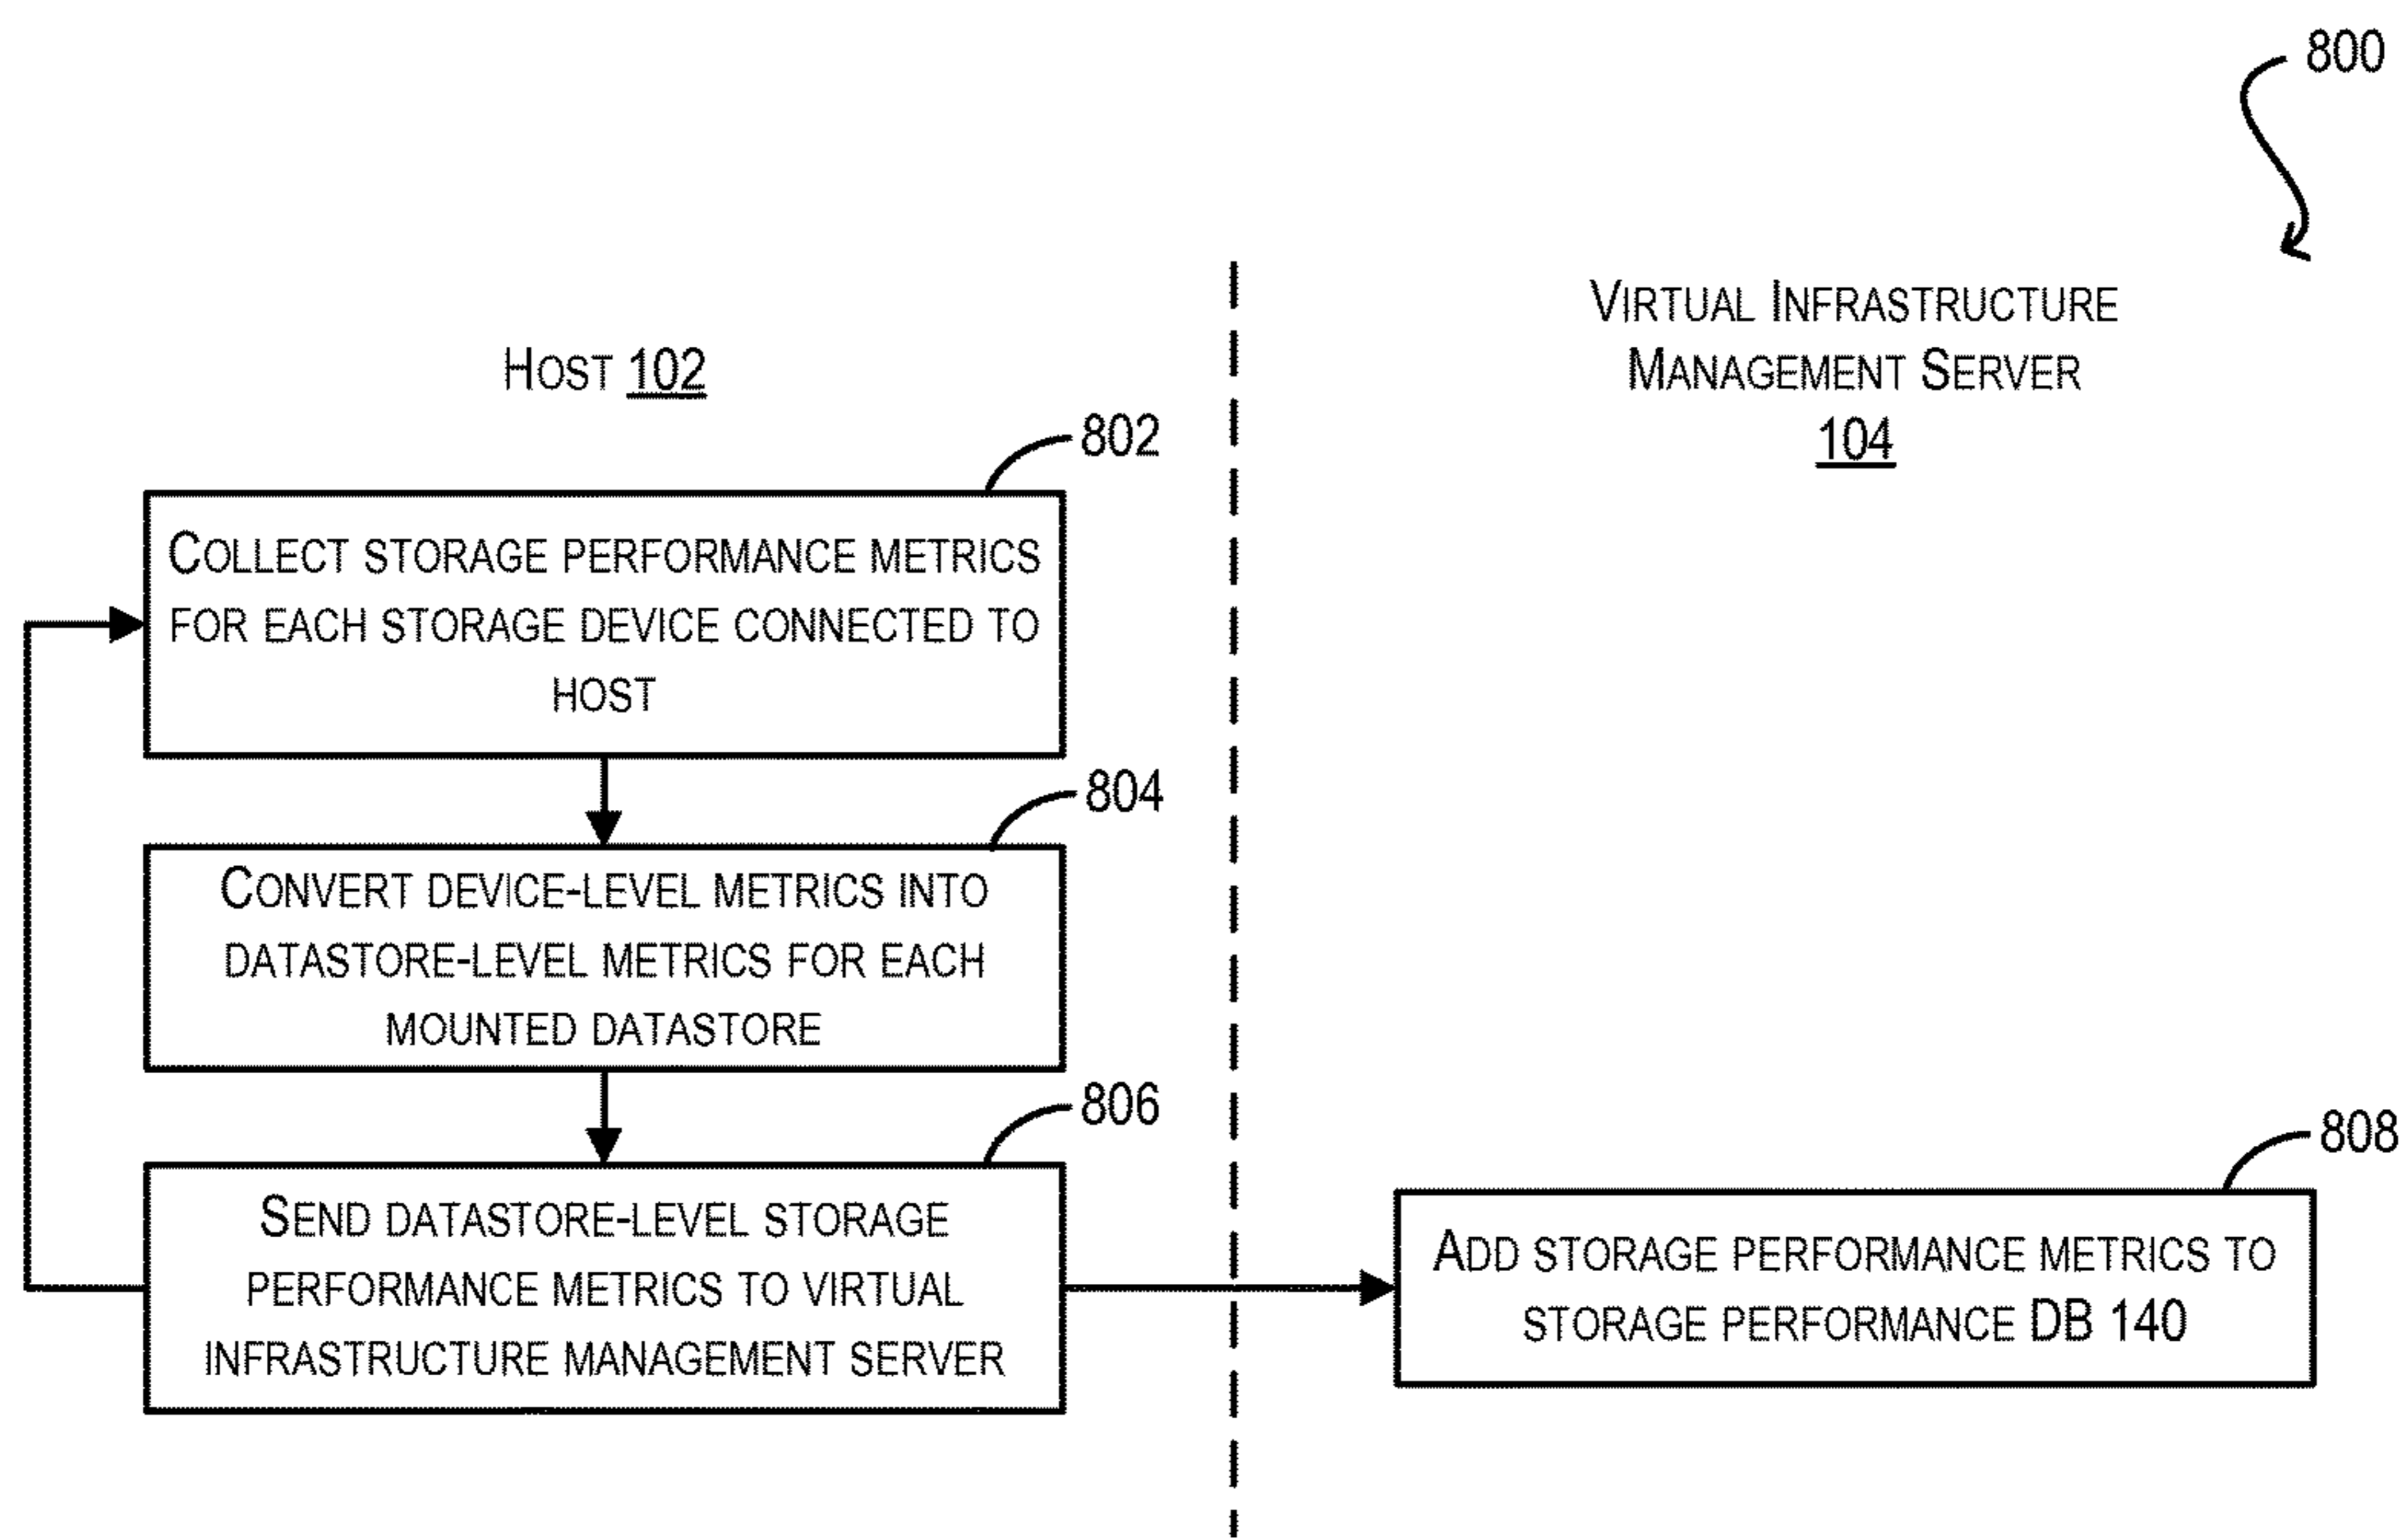 800
VIRTUAL INFRASTRUCTURE
MANAGEMENT SERVER
104
HOST 102
802
COLLECT STORAGE PERFORMANCE METRICS
FOR EACH STORAGE DEVICE CONNECTED TO
HOST
804
CONVERT DEVICE-LEVEL METRICS INTO
DATASTORE-LEVEL METRICS FOR EACH
MOUNTED DATASTORE
806
SEND DATASTORE-LEVEL STORAGE
PERFORMANCE METRICS TO VIRTUAL
INFRASTRUCTURE MANAGEMENT SERVER
808
ADD STORAGE PERFORMANCE METRICS TO
STORAGE PERFORMANCE DB 140